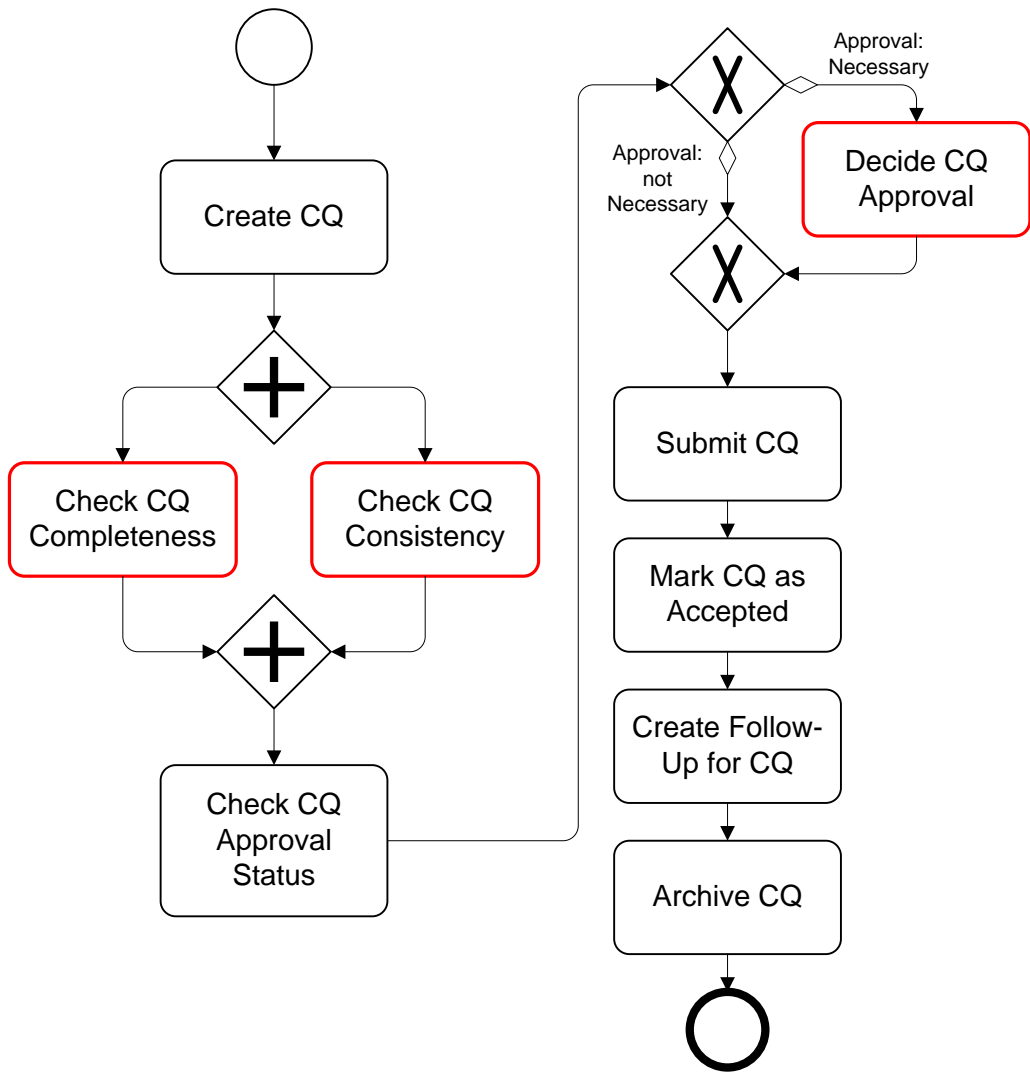 Create CQ
Check CQ
Completeness
Check CQ
Consistency
Check CQ
Approval
Status
X
Approval:
Necessary
Approval:
not
Necessary
Decide CQ
Approval
X
Submit CQ
Mark CQ as
Accepted
Create Follow-
Up for CQ
Archive CQ